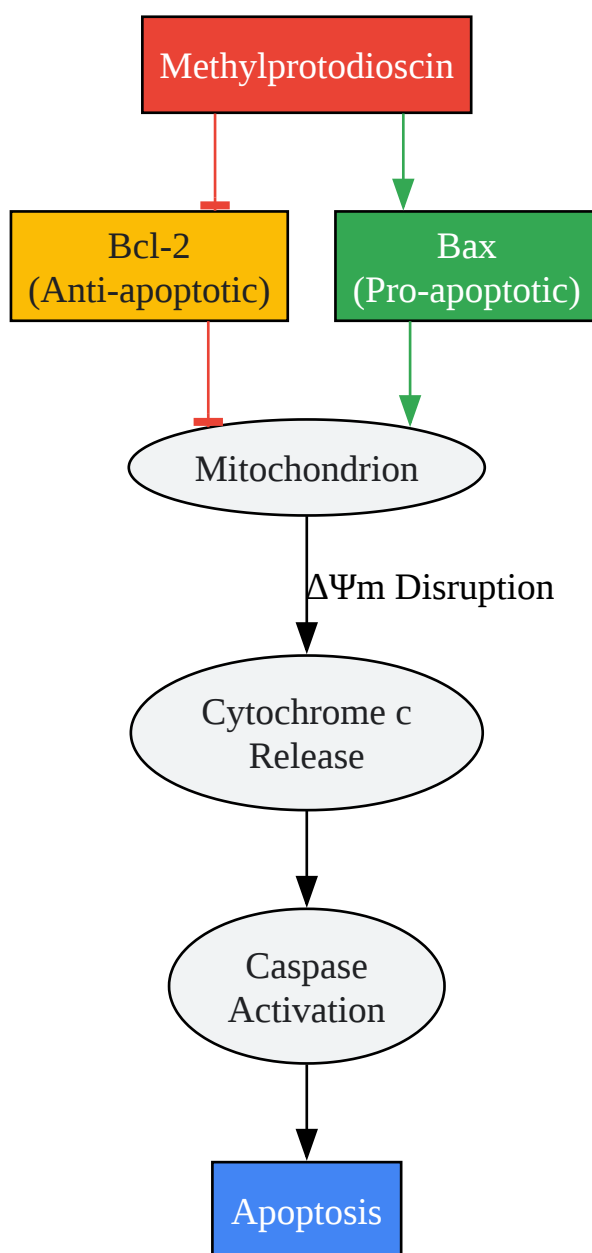 Methylprotodioscin
Bcl-2
(Anti-apoptotic)
Bax
(Pro-apoptotic)
Mitochondrion
ΔΨm Disruption
Cytochrome c
Release
Caspase
Activation
Apoptosis